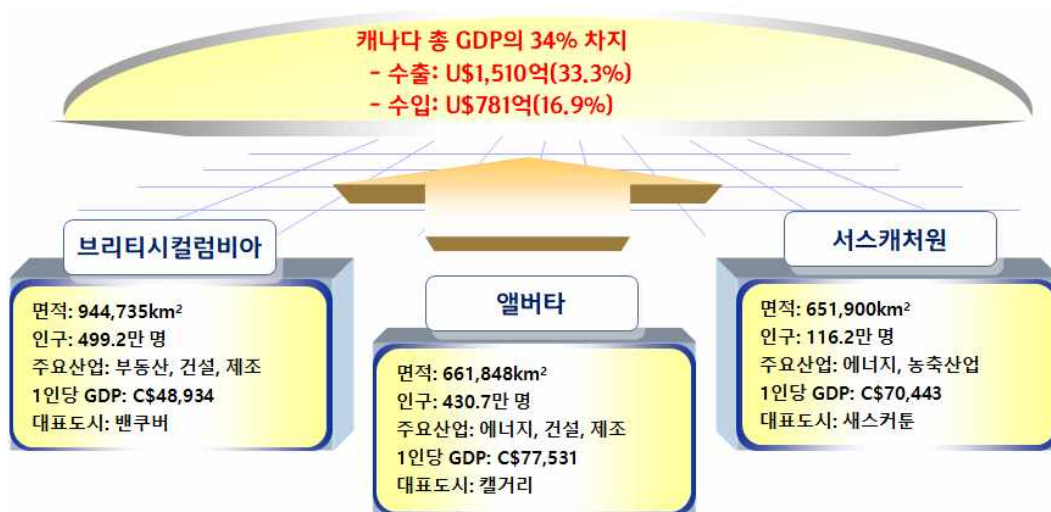 캐나다 총 GDP의 34% 차지
- 수출: U$1,510억(33.3%)
- 수입: U$781억(16.9%)
브리티시컬럼비아
면적: 944,735km²
인구: 499.2만 명
주요산업: 부동산, 건설, 제조
1인당 GDP: C$48,934
대표도시: 밴쿠버
앨버타
면적: 661,848km²
인구: 430.7만 명
주요산업: 에너지, 건설, 제조
1인당 GDP: C$77,531
대표도시: 캘거리
서스캐처원
면적: 651,900km²
인구: 116.2만 명
주요산업: 에너지, 농축산업
1인당 GDP: C$70,443
대표도시: 새스커툰